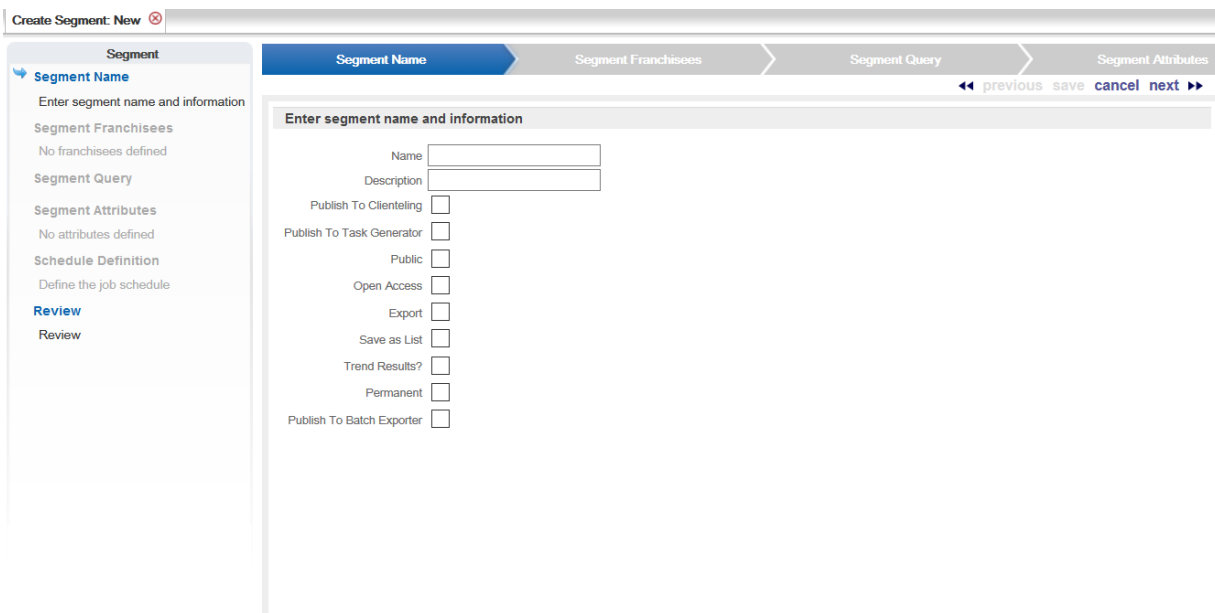 Create Segment: New
Segment
Segment Name
Enter segment name and information
Segment Franchisees
No franchisees defined
Segment Query
Segment Attributes
No attributes defined
Schedule Definition
Define the job schedule
Review
Review
Segment Name Segment Franchisees Segment Query Segment Attributes
previous save cancel next
Enter segment name and information
Name
Description
Publish To Clienteling
Publish To Task Generator
Public
Open Access
Export
Save as List
Trend Results?
Permanent
Publish To Batch Exporter